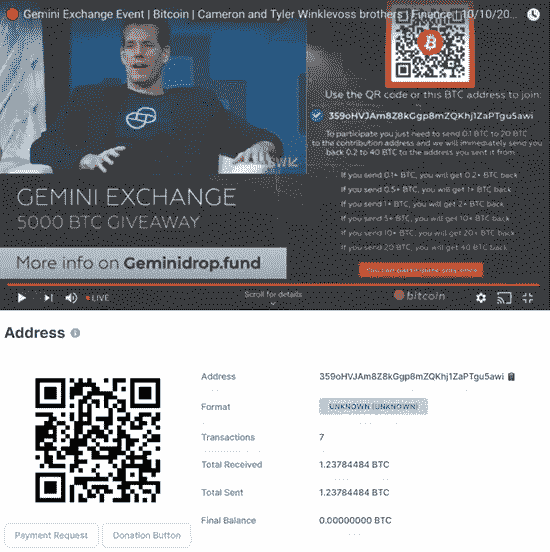 Gemini Exchange Event | Bitcoin | Cameron and Tyler Winklevoss brothers | Finance | 10/10/20...
Use the QR code or this BTC address to join:
359oHVJAm8Z8kGgp8mZQKhj1ZaPTgu5awi
To participate you just need to send 0.1 BTC to 20 BTC
to the contribution address and we will immediately send you
back 0.2 to 40 BTC to the address you sent it from.
If you send 0.1+ BTC, you will get 0.2+ BTC back
If you send 0.5+ BTC, you will get 1+ BTC back
If you send 1+ BTC, you will get 2+ BTC back
If you send 5+ BTC, you will get 10+ BTC back
If you send 10+ BTC, you will get 20+ BTC back
If you send 20 BTC, you will get 40 BTC back
GEMINI EXCHANGE
5000 BTC GIVEAWAY
More info on Geminidrop.fund
LIVE
Scroll for details
bitcoin
Address
Address
359oHVJAm8Z8kGgp8mZQKhj1ZaPTgu5awi
Format
UNKNOWN (UNKNOWN)
Transactions
7
Total Received
1.23784484 BTC
Total Sent
1.23784484 BTC
Final Balance
0.00000000 BTC
Payment Request
Donation Button